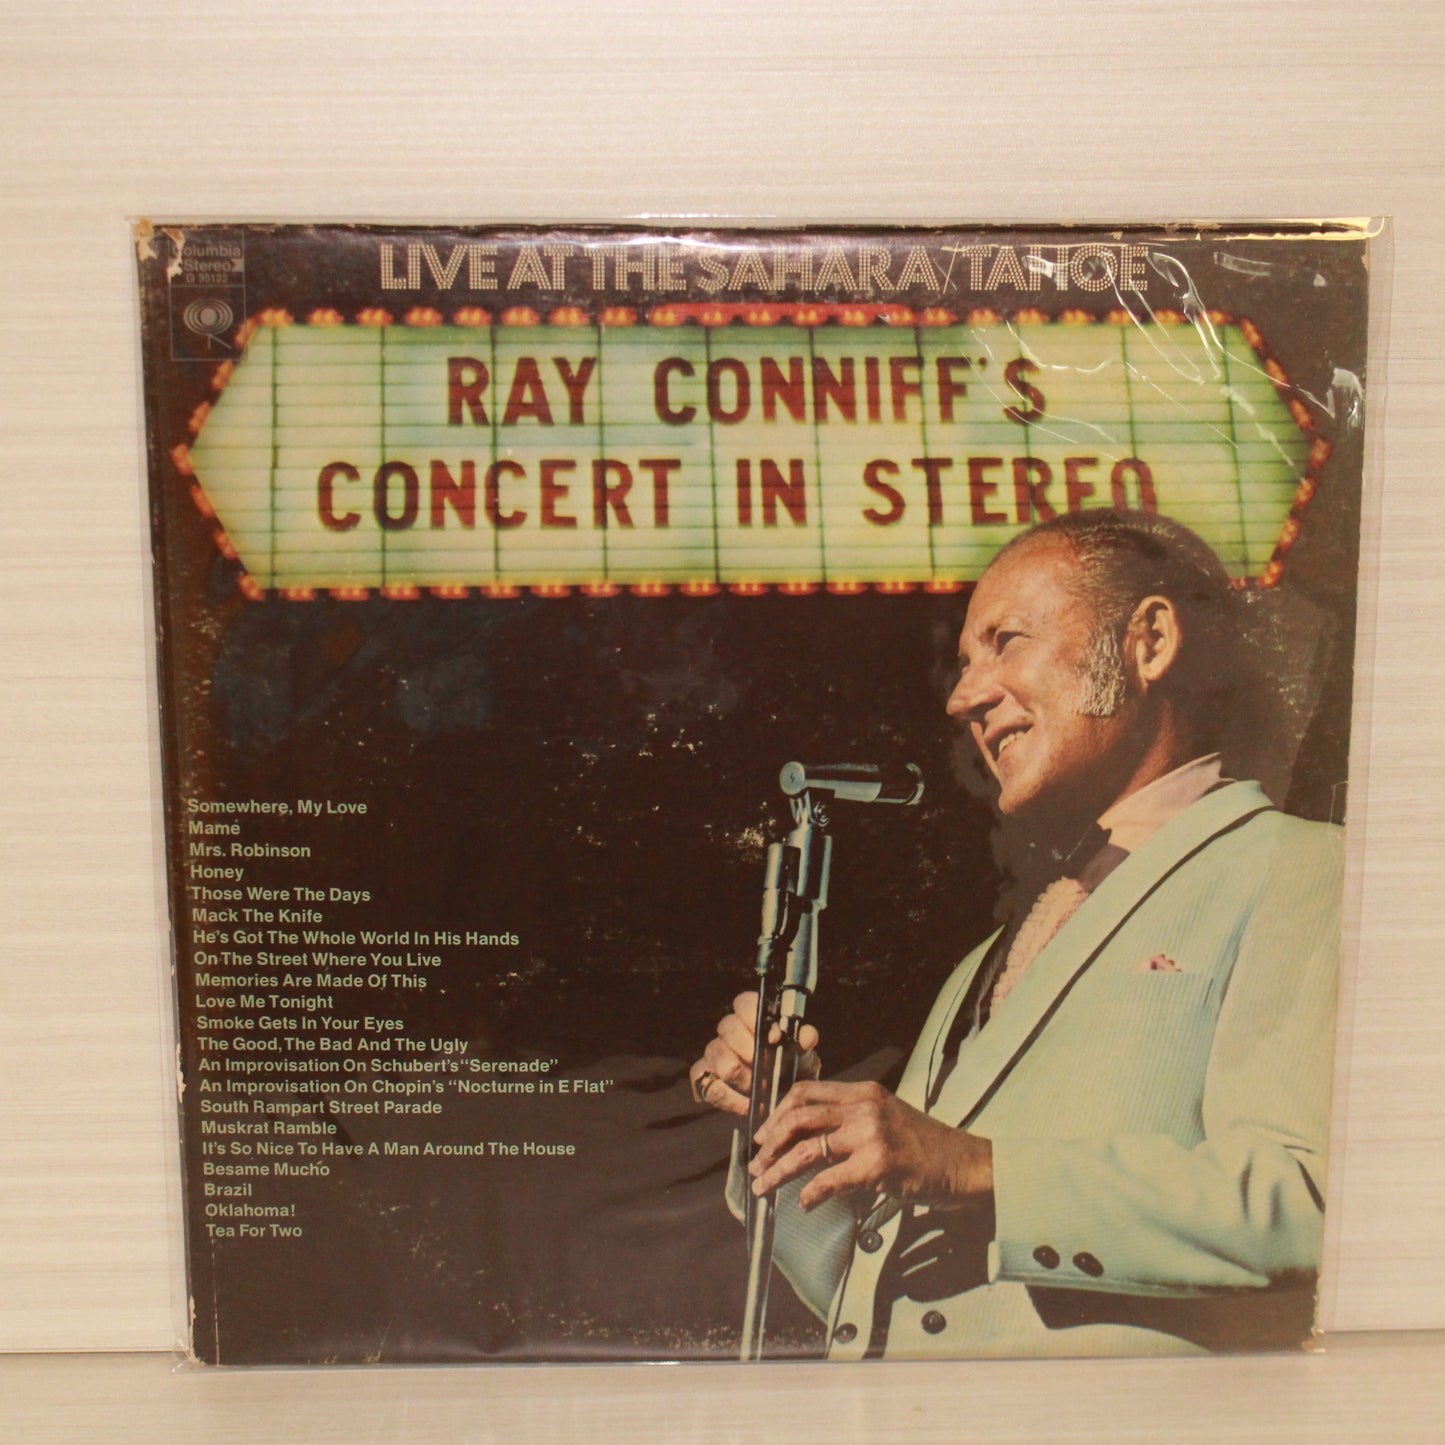 Columbia
Stereo
G 30122
LIVE AT THE SAHARA/TAHOE
RAY CONNIFF'S
CONCERT IN STEREO
Somewhere, My Love
Mame
Mrs. Robinson
Honey
Those Were The Days
Mack The Knife
He's Got The Whole World In His Hands
On The Street Where You Live
Memories Are Made Of This
Love Me Tonight
Smoke Gets In Your Eyes
The Good, The Bad And The Ugly
An Improvisation On Schubert's "Serenade"
An Improvisation On Chopin's "Nocturne in E Flat"
South Rampart Street Parade
Muskrat Ramble
It's So Nice To Have A Man Around The House
Besame Mucho
Brazil
Oklahoma!
Tea For Two